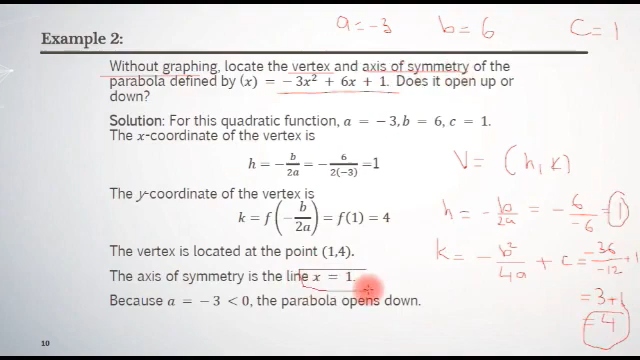 a = -3 b = 6 C = 1
Example 2:
Without graphing, locate the vertex and axis of symmetry of the
parabola defined by (x) = −3x² + 6x + 1. Does it open up or
down?
Solution: For this quadratic function, a = −3, b = 6, c = 1.
The x-coordinate of the vertex is
h = −b/2a = −6/2(−3) = 1
The y-coordinate of the vertex is
k = f(−b/2a) = f(1) = 4
The vertex is located at the point (1,4).
The axis of symmetry is the line x = 1.
Because a = −3 < 0, the parabola opens down.
V = (h, k)
h = -b/2a = -6/-6 = 1
k = -b²/4a + C = -36/-12 + 1
= 3 + 1
= 4
10